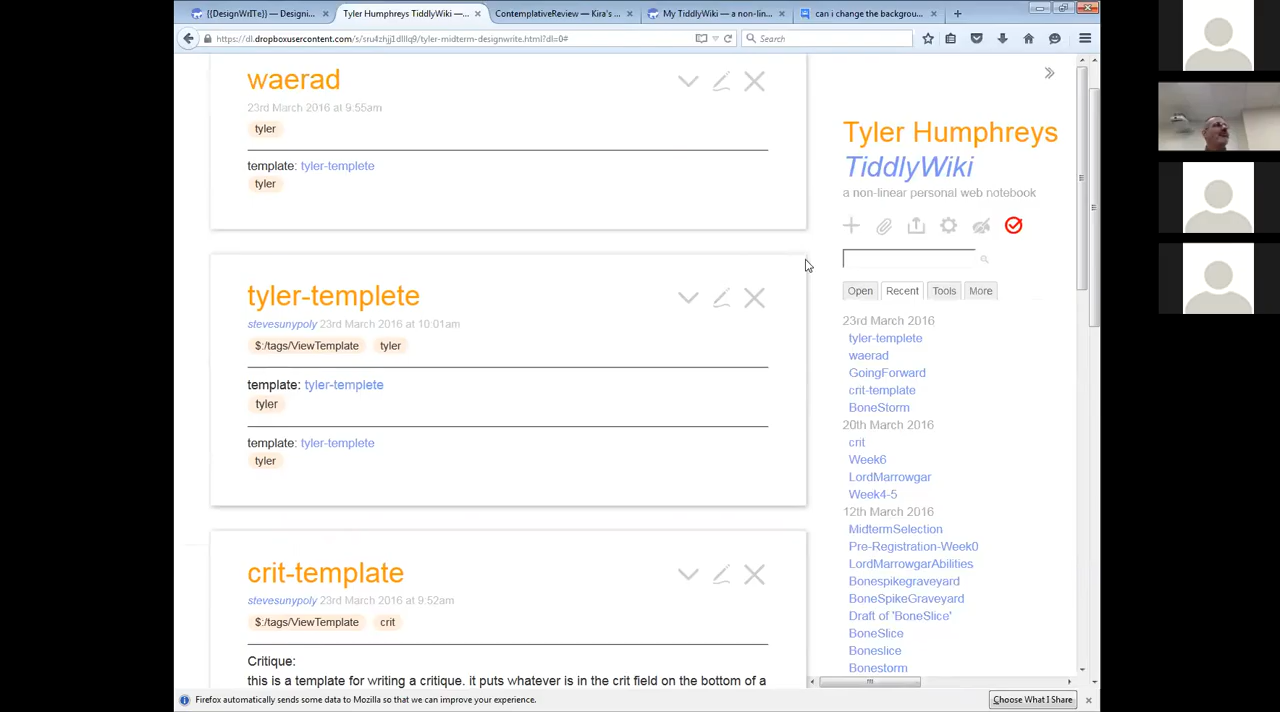 {{DesignWriTe}} — Designi...
Tyler Humphreys TiddlyWiki —...
ContemplativeReview — Kira's ...
My TiddlyWiki — a non-lin...
can i change the backgrou...
https://dl.dropboxusercontent.com/s/sru4zhjj1dlllq9/tyler-midterm-designwrite.html?dl=0#
Search
waerad
23rd March 2016 at 9:55am
tyler
template: tyler-templete
tyler
tyler-templete
stevesunypoly 23rd March 2016 at 10:01am
$:/tags/ViewTemplate tyler
template: tyler-templete
tyler
template: tyler-templete
tyler
crit-template
stevesunypoly 23rd March 2016 at 9:52am
$:/tags/ViewTemplate crit
Critique:
this is a template for writing a critique. it puts whatever is in the crit field on the bottom of a
Tyler Humphreys
TiddlyWiki
a non-linear personal web notebook
Open Recent Tools More
23rd March 2016
tyler-templete
waerad
GoingForward
crit-template
BoneStorm
20th March 2016
crit
Week6
LordMarrowgar
Week4-5
12th March 2016
MidtermSelection
Pre-Registration-Week0
LordMarrowgarAbilities
Bonespikegraveyard
BoneSpikeGraveyard
Draft of 'BoneSlice'
BoneSlice
Boneslice
Bonestorm
Firefox automatically sends some data to Mozilla so that we can improve your experience.
Choose What I Share